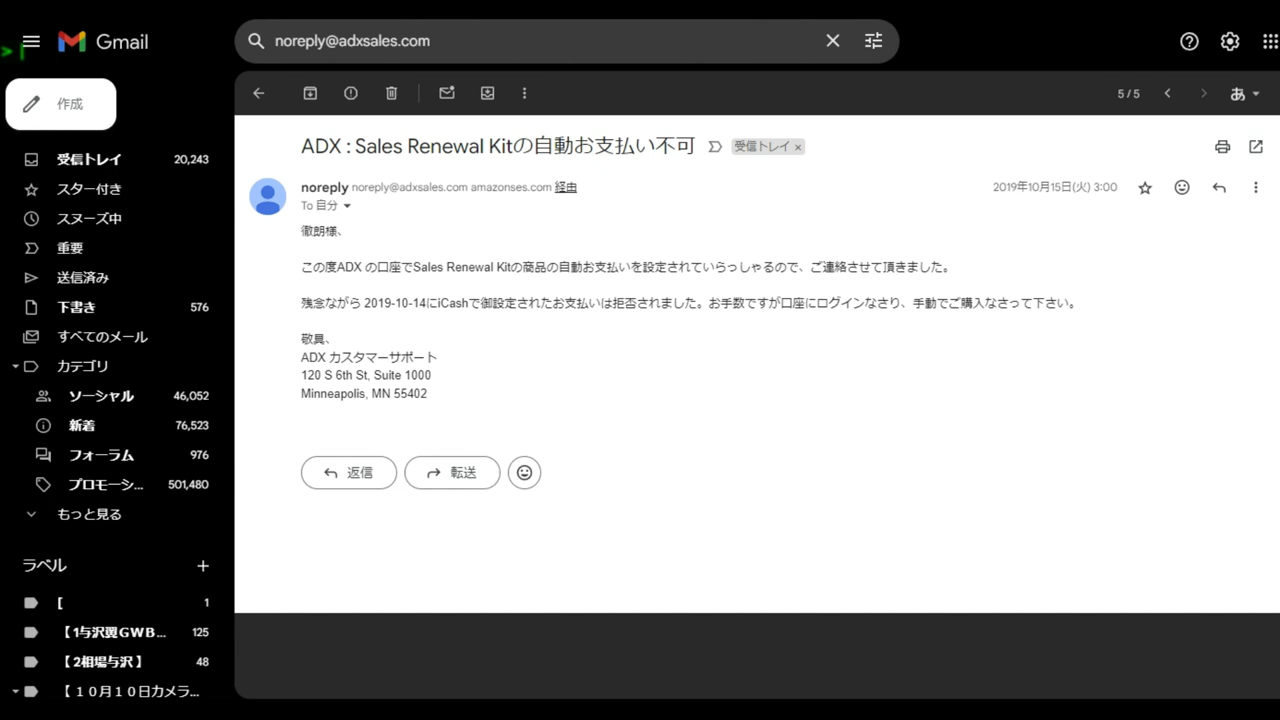 Gmail
noreply@adxsales.com
作成
5/5
あ
受信トレイ 20,243
スター付き
スヌーズ中
重要
送信済み
下書き 576
すべてのメール
カテゴリ
ソーシャル 46,052
新着 76,523
フォーラム 976
プロモーシ... 501,480
もっと見る
ラベル
[ 1
【1与沢翼GWB... 125
【2相場与沢】 48
【１０月１０日カメラ...
ADX : Sales Renewal Kitの自動お支払い不可 受信トレイ ×
noreply noreply@adxsales.com amazonses.com 経由 2019年10月15日(火) 3:00
To 自分
徹朗様、
この度ADX の口座でSales Renewal Kitの商品の自動お支払いを設定されていらっしゃるので、ご連絡させて頂きました。
残念ながら 2019-10-14にiCashで御設定されたお支払いは拒否されました。お手数ですが口座にログインなさり、手動でご購入なさって下さい。
敬具、
ADX カスタマーサポート
120 S 6th St, Suite 1000
Minneapolis, MN 55402
返信 転送